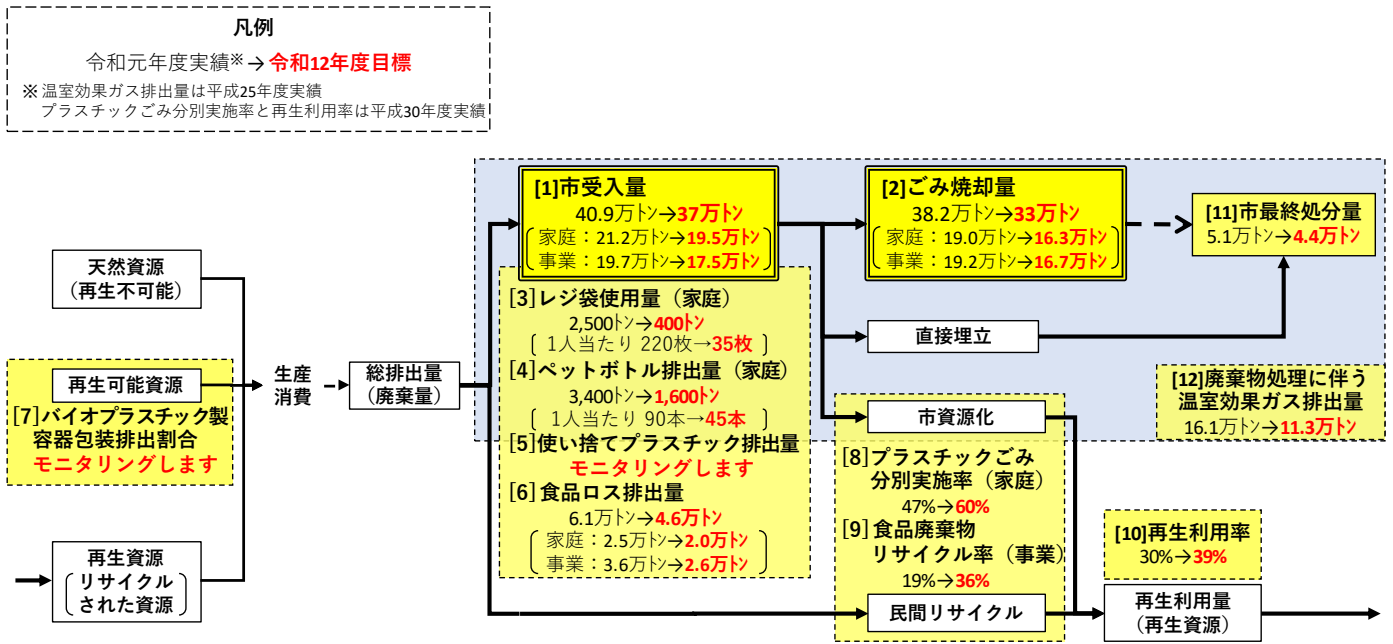 凡例
令和元年度実績※→令和12年度目標
※温室効果ガス排出量は平成25年度実績
プラスチックごみ分別実施率と再生利用率は平成30年度実績
天然資源
(再生不可能)
再生可能資源
[7]バイオプラスチック製
容器包装排出割合
モニタリングします
再生資源
リサイクル
された資源
生産
消費
総排出量
(廃棄量)
[1]市受入量
40.9万トン→37万トン
家庭：21.2万トン→19.5万トン
事業：19.7万トン→17.5万トン
[3]レジ袋使用量（家庭）
2,500トン→400トン
1人当たり 220枚→35枚
[4]ペットボトル排出量（家庭）
3,400トン→1,600トン
1人当たり 90本→45本
[5]使い捨てプラスチック排出量
モニタリングします
[6]食品ロス排出量
6.1万トン→4.6万トン
家庭：2.5万トン→2.0万トン
事業：3.6万トン→2.6万トン
[2]ごみ焼却量
38.2万トン→33万トン
家庭：19.0万トン→16.3万トン
事業：19.2万トン→16.7万トン
直接埋立
市資源化
[8]プラスチックごみ
分別実施率（家庭）
47%→60%
[9]食品廃棄物
リサイクル率（事業）
19%→36%
民間リサイクル
[11]市最終処分量
5.1万トン→4.4万トン
[12]廃棄物処理に伴う
温室効果ガス排出量
16.1万トン→11.3万トン
[10]再生利用率
30%→39%
再生利用量
(再生資源)